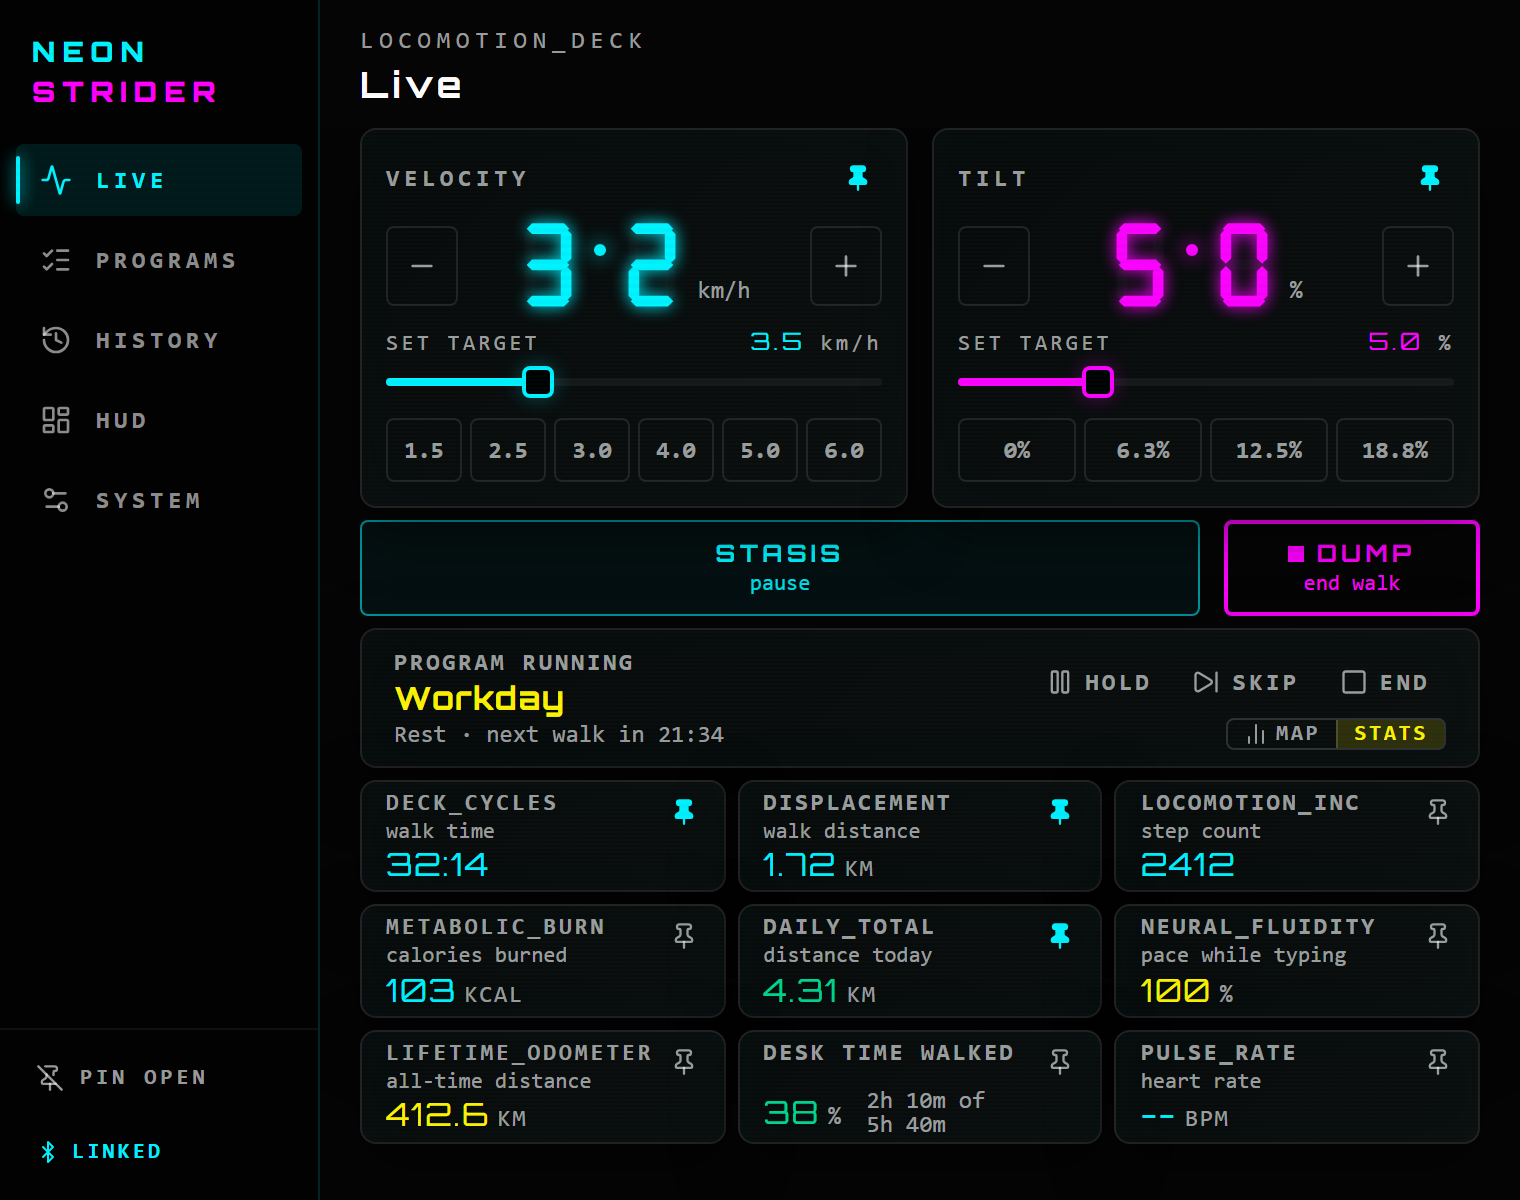 NEON
STRIDER
LIVE
PROGRAMS
HISTORY
HUD
SYSTEM
PIN OPEN
LINKED
LOCOMOTION_DECK
Live
VELOCITY
3.2 km/h
SET TARGET 3.5 km/h
1.5 2.5 3.0 4.0 5.0 6.0
TILT
5.0 %
SET TARGET 5.0 %
0% 6.3% 12.5% 18.8%
STASIS
pause
DUMP
end walk
PROGRAM RUNNING
Workday
Rest · next walk in 21:34
HOLD SKIP END
MAP STATS
DECK_CYCLES
walk time
32:14
DISPLACEMENT
walk distance
1.72 KM
LOCOMOTION_INC
step count
2412
METABOLIC_BURN
calories burned
103 KCAL
DAILY_TOTAL
distance today
4.31 KM
NEURAL_FLUIDITY
pace while typing
100 %
LIFETIME_ODOMETER
all-time distance
412.6 KM
DESK TIME WALKED
38 % 2h 10m of
5h 40m
PULSE_RATE
heart rate
-- BPM